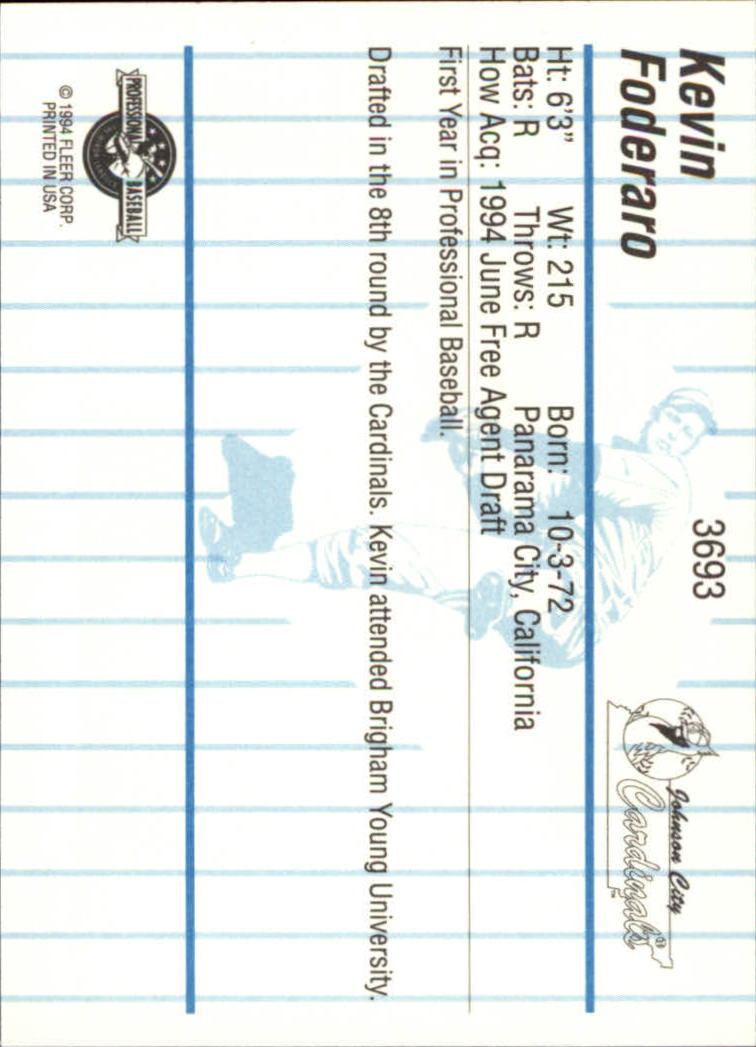 Kevin
Foderaro
3693
Johnson City
Cardinals
Ht: 6'3" Wt: 215 Born: 10-3-72
Bats: R Throws: R Panarama City, California
How Acq: 1994 June Free Agent Draft
First Year in Professional Baseball.
Drafted in the 8th round by the Cardinals. Kevin attended Brigham Young University.
PROFESSIONAL
BASEBALL
© 1994 FLEER CORP.
PRINTED IN USA